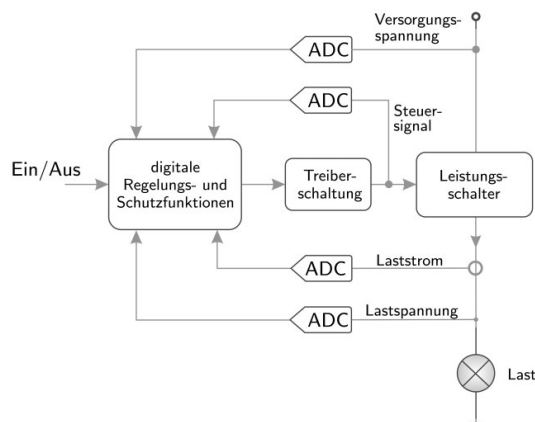 Versorgungs-
spannung
ADC
ADC
Steuer-
signal
Ein/Aus
digitale
Regelungs- und
Schutzfunktionen
Treiber-
schaltung
Leistungs-
schalter
ADC
Laststrom
ADC
Lastspannung
Last